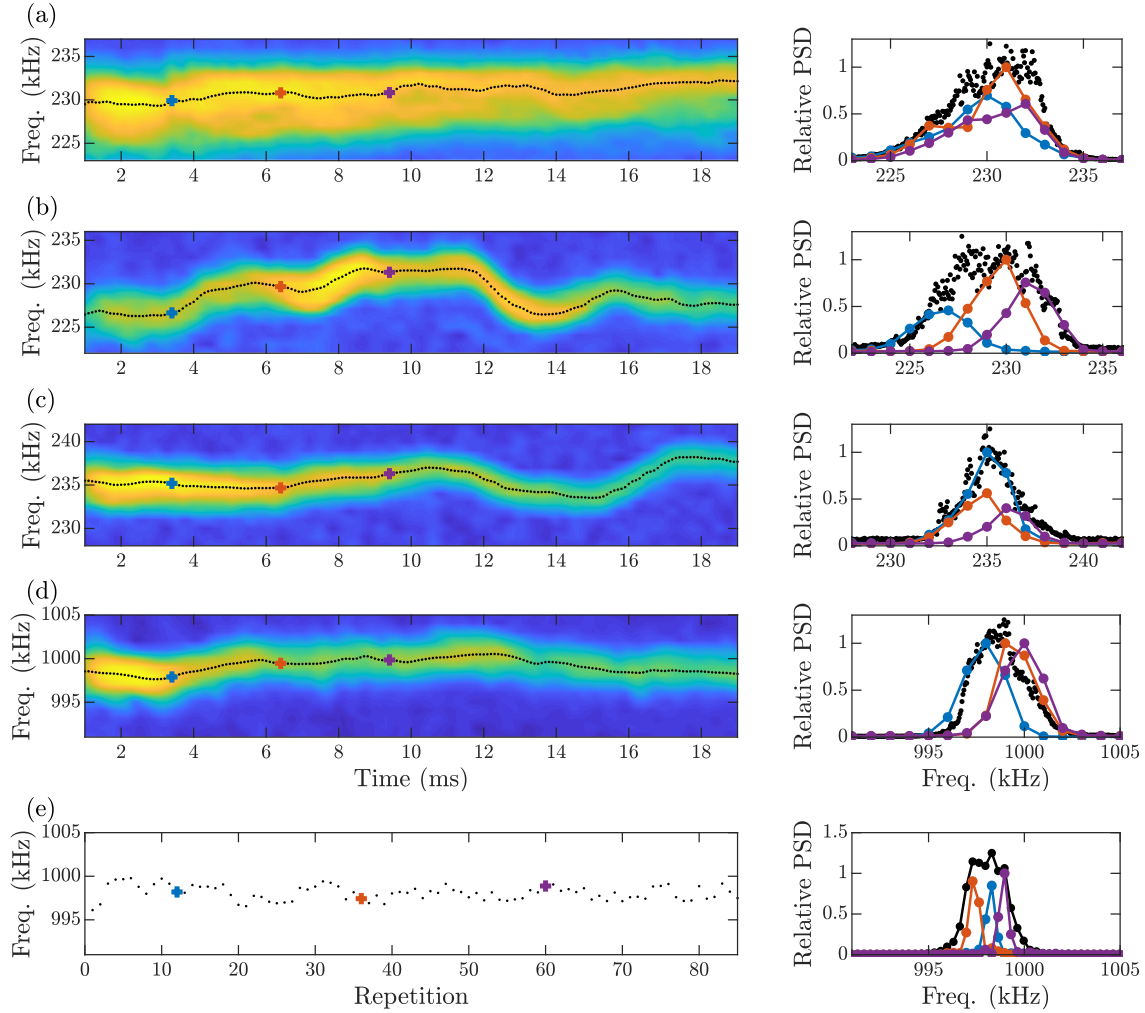 (a)
Freq. (kHz)
235
230
225
2 4 6 8 10 12 14 16 18
Relative PSD
1
0.5
0
225 230 235
(b)
Freq. (kHz)
235
230
225
2 4 6 8 10 12 14 16 18
Relative PSD
1
0.5
0
225 230 235
(c)
Freq. (kHz)
240
235
230
2 4 6 8 10 12 14 16 18
Relative PSD
1
0.5
0
230 235 240
(d)
Freq. (kHz)
1005
1000
995
2 4 6 8 10 12 14 16 18
Time (ms)
Relative PSD
1
0.5
0
995 1000 1005
Freq. (kHz)
(e)
Freq. (kHz)
1005
1000
995
0 10 20 30 40 50 60 70 80
Repetition
Relative PSD
1.5
1
0.5
0
995 1000 1005
Freq. (kHz)